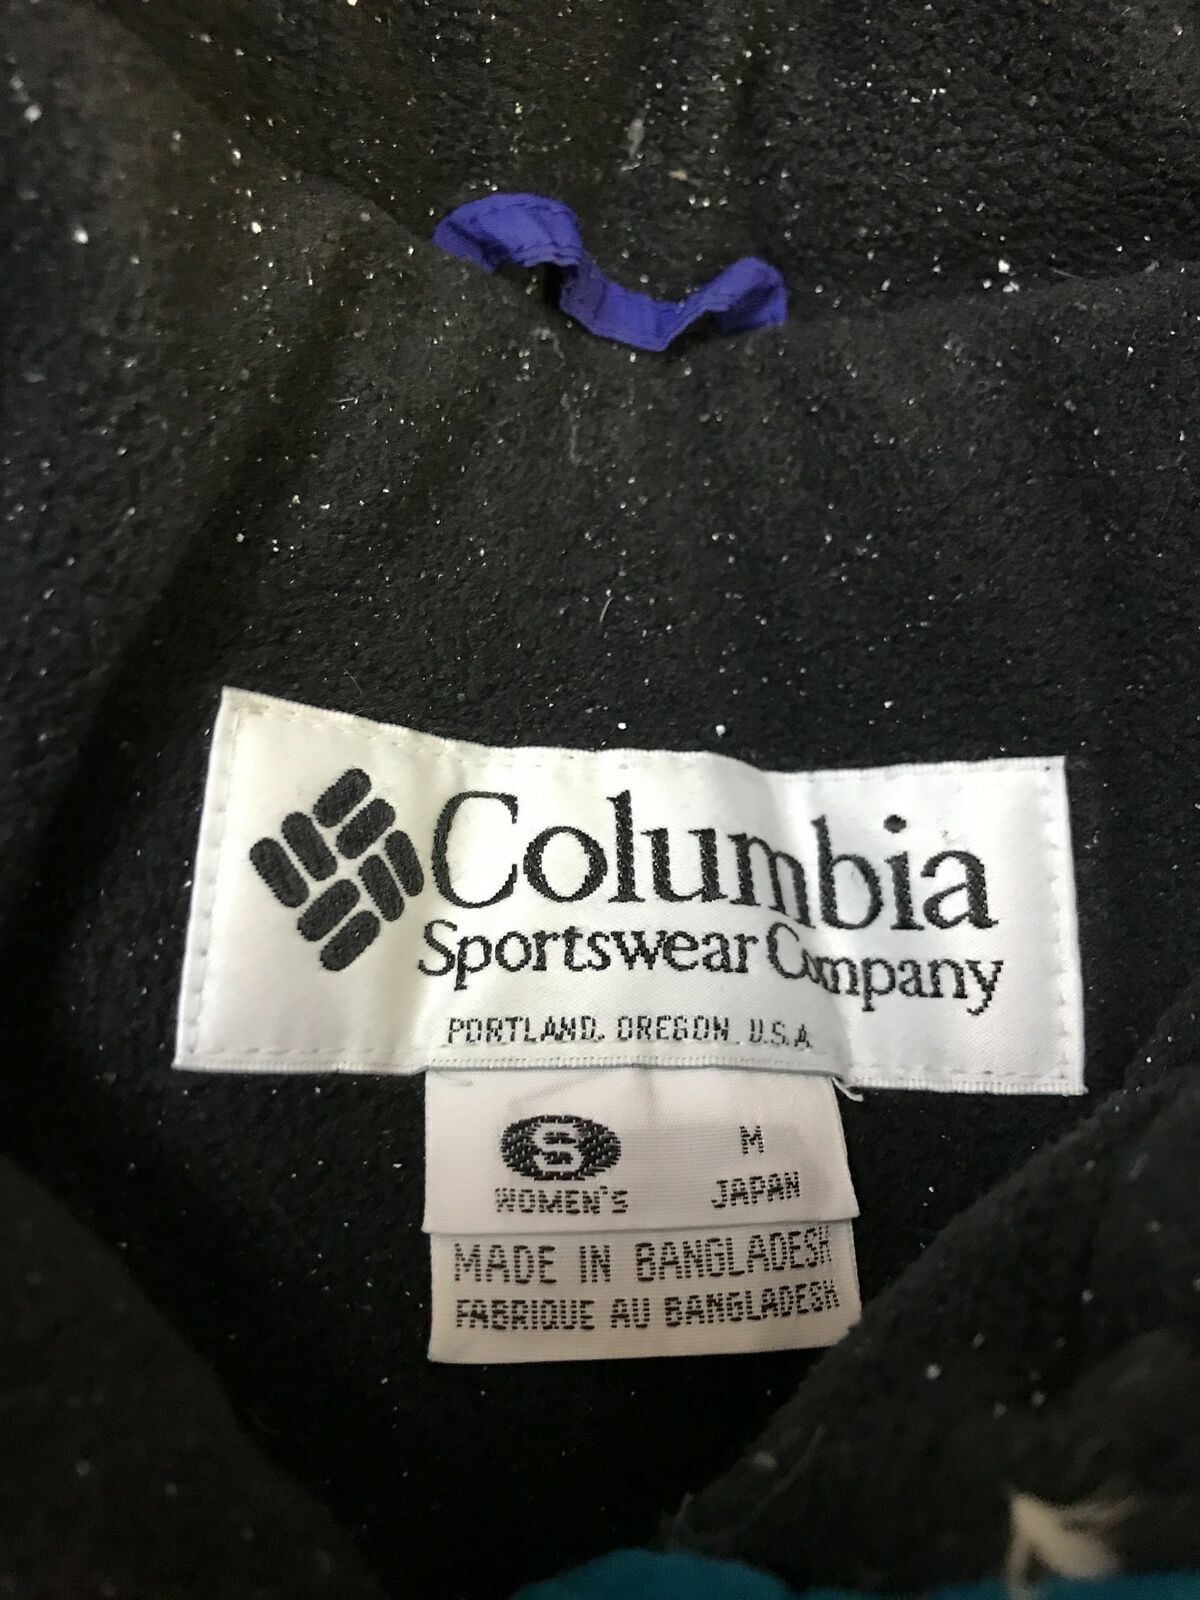 Columbia
Sportswear Company
PORTLAND, OREGON U.S.A
S M
WOMEN'S JAPAN
MADE IN BANGLADESH
FABRIQUE AU BANGLADESH